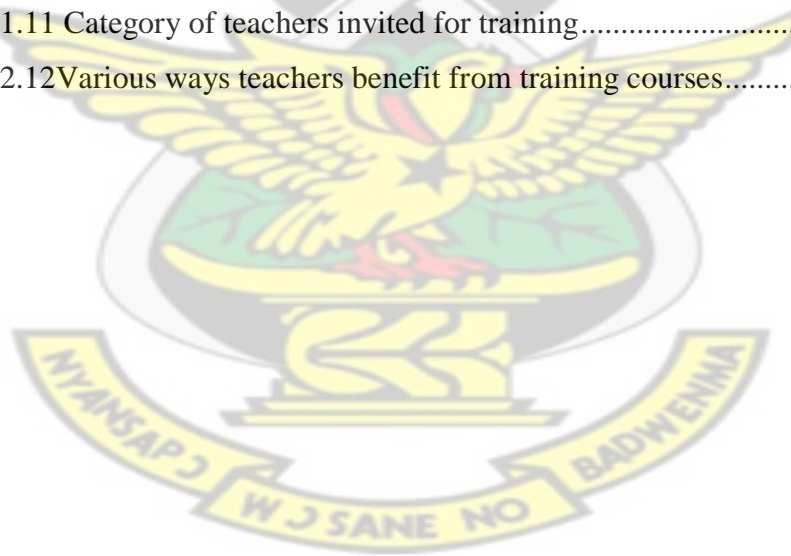 1.11 Category of teachers invited for training............................
2.12Various ways teachers benefit from training courses.........
NYANSAPƆ WƆSANE NO BADWENMA